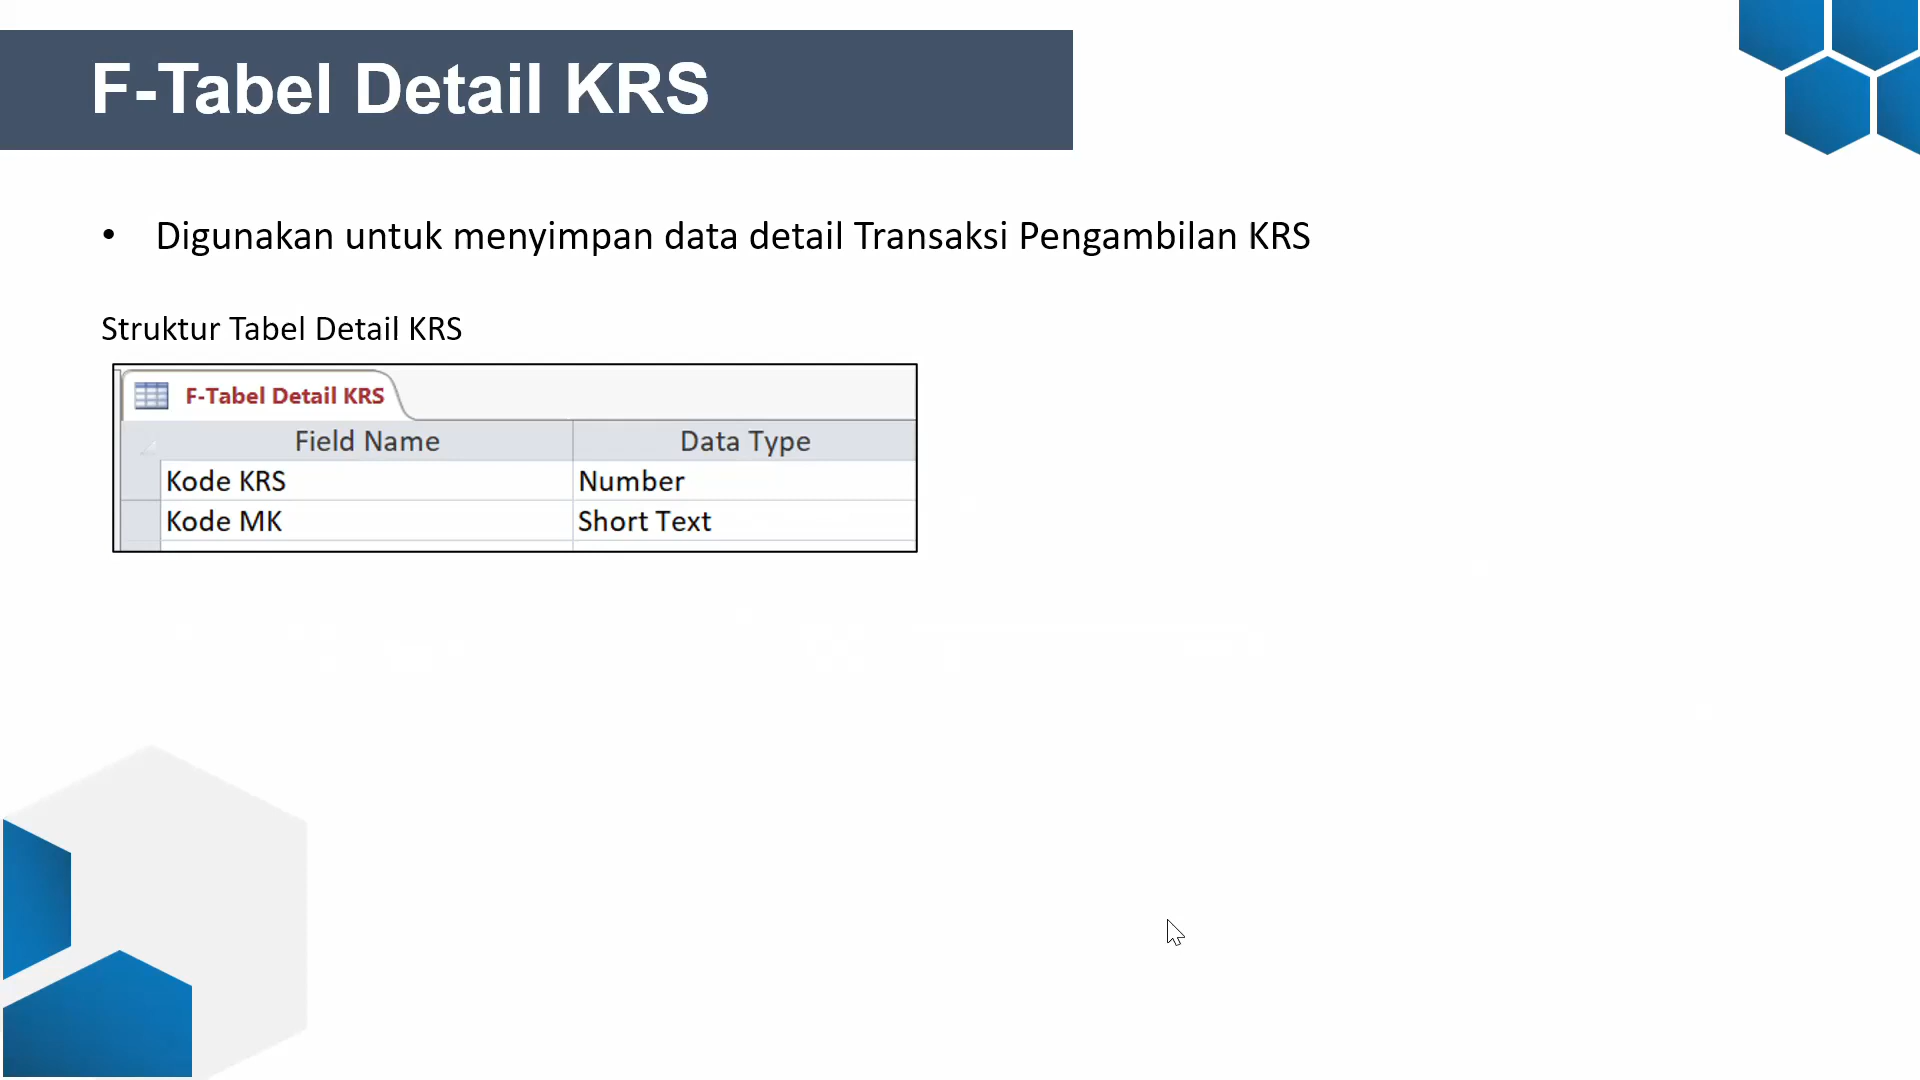 F-Tabel Detail KRS
• Digunakan untuk menyimpan data detail Transaksi Pengambilan KRS
Struktur Tabel Detail KRS
F-Tabel Detail KRS
Field Name Data Type
Kode KRS Number
Kode MK Short Text